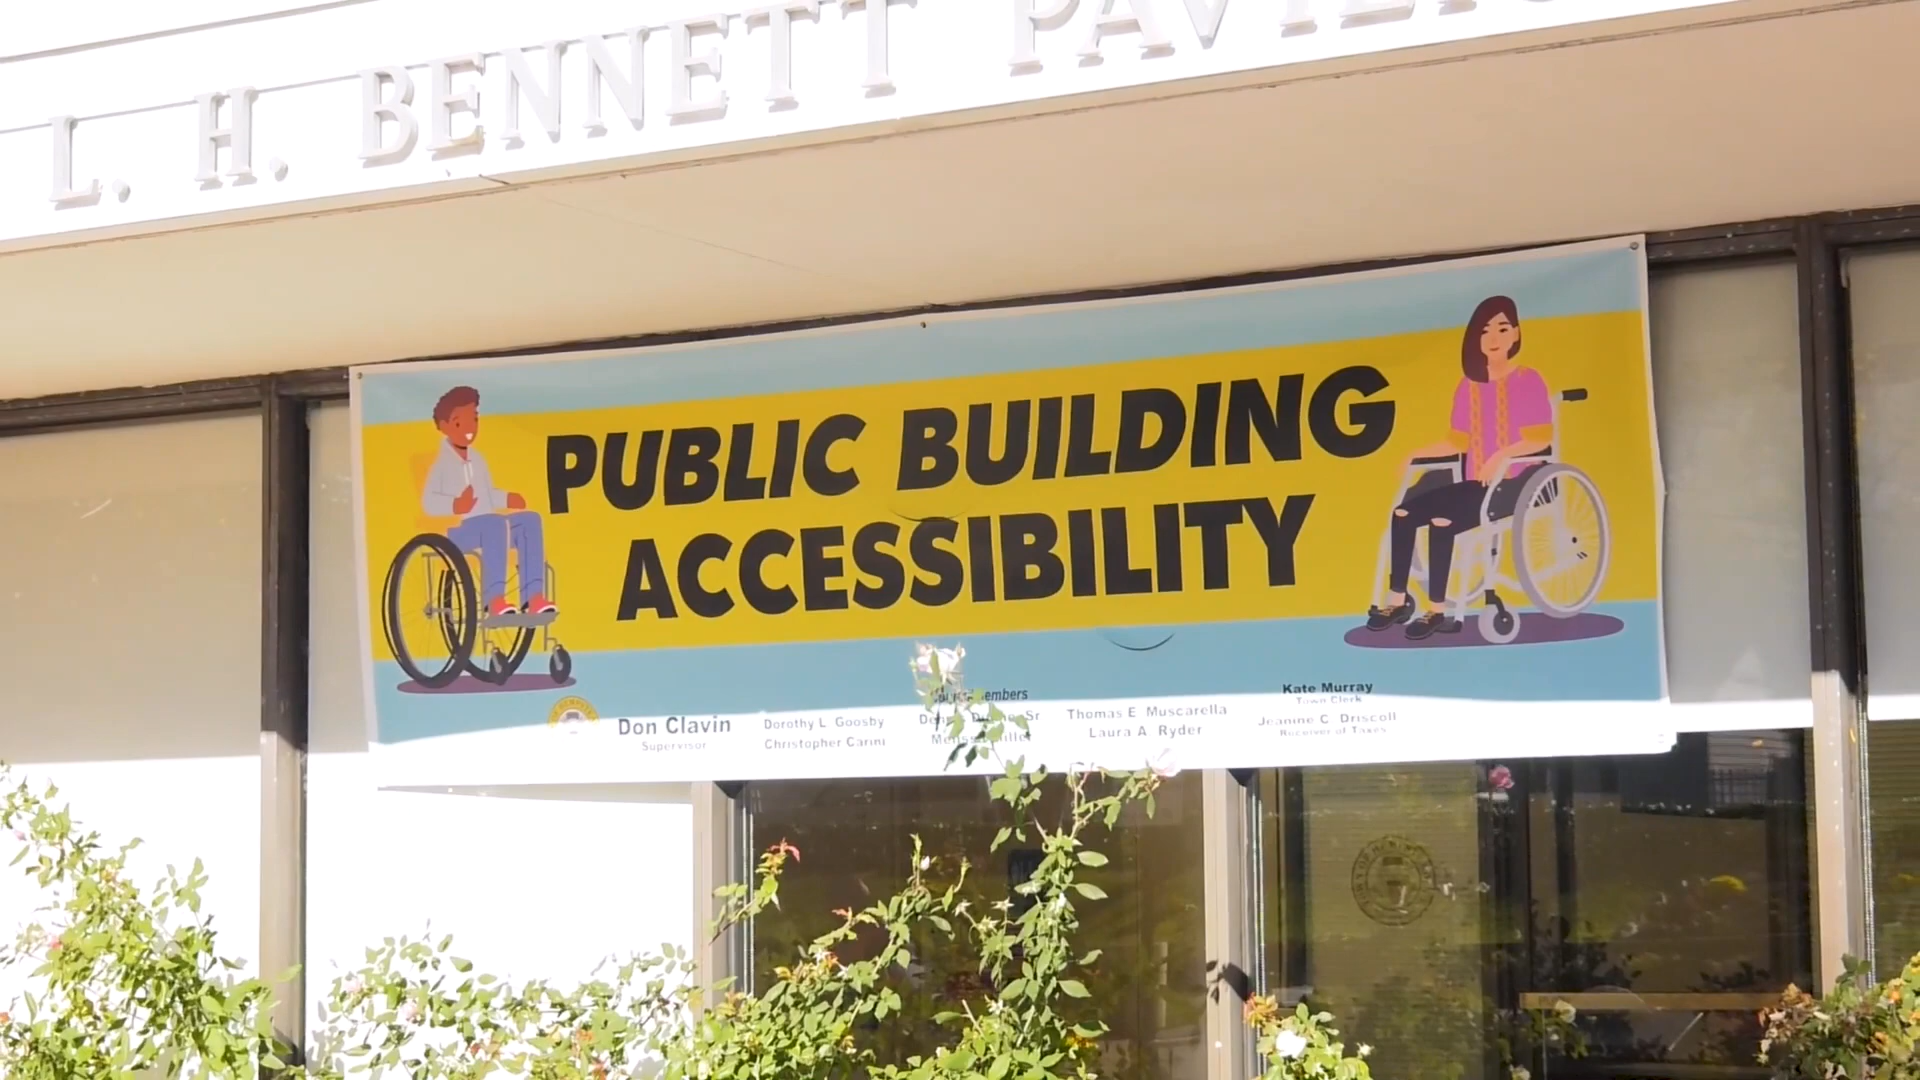 L. H. BENNETT
PUBLIC BUILDING
ACCESSIBILITY
Don Clavin
Supervisor
Dorothy L Goosby
Christopher Carini
Sr
Thomas E Muscarella
Laura A Ryder
Kate Murray
Town Clerk
Jeanine C Driscoll
Receiver of Taxes